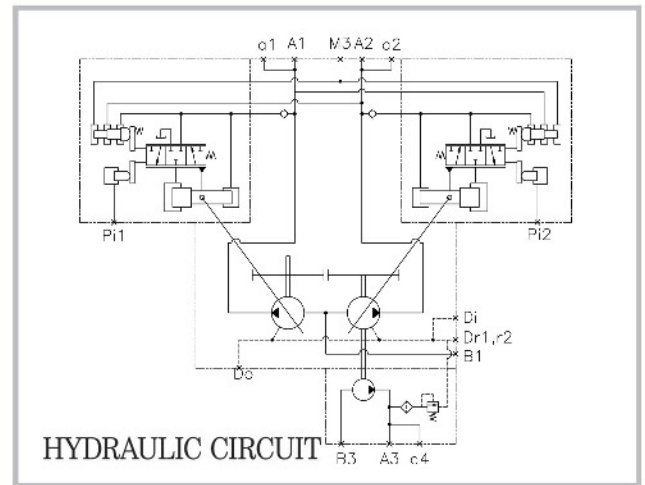 a1 A1 M3 A2 a2
Pi1
Pi2
Di
Dr1,r2
B1
Do
HYDRAULIC CIRCUIT
B3 A3 a4